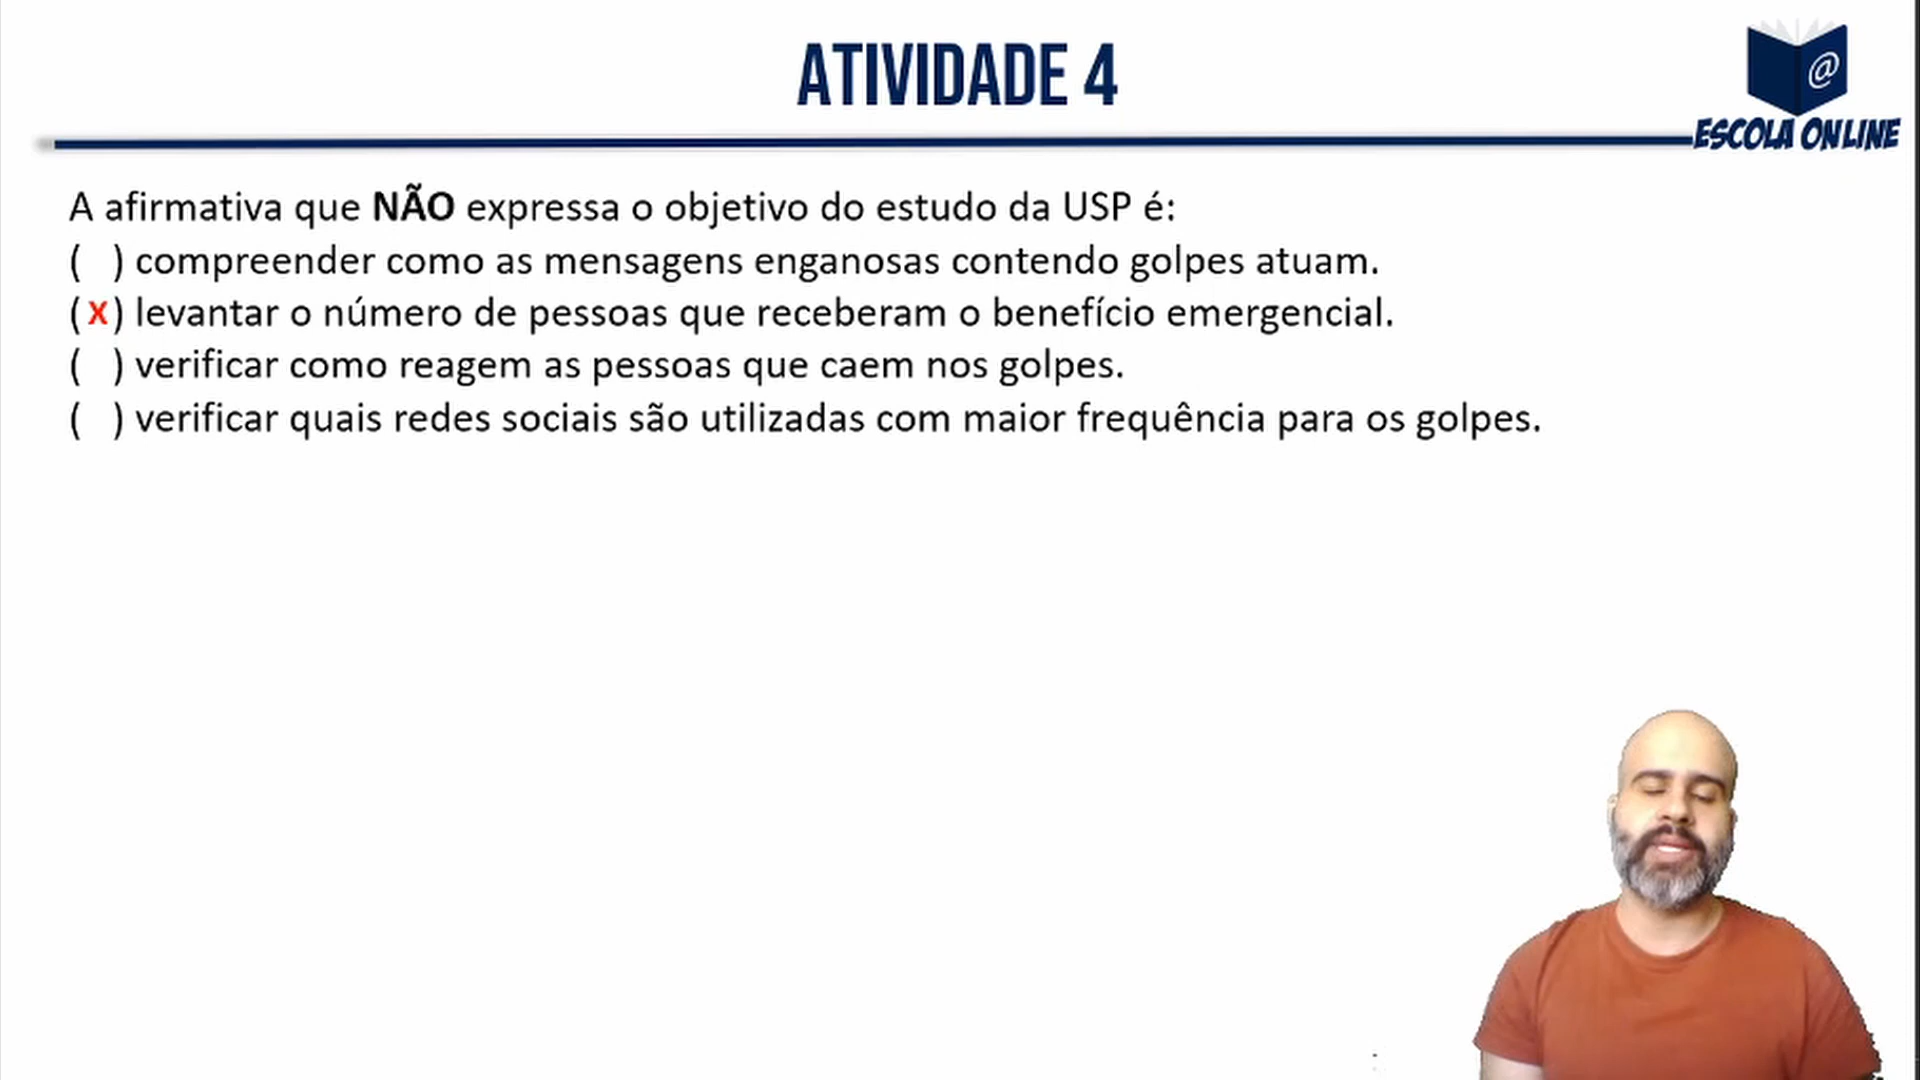 ATIVIDADE 4
@
ESCOLA ONLINE
A afirmativa que NÃO expressa o objetivo do estudo da USP é:
( ) compreender como as mensagens enganosas contendo golpes atuam.
(X) levantar o número de pessoas que receberam o benefício emergencial.
( ) verificar como reagem as pessoas que caem nos golpes.
( ) verificar quais redes sociais são utilizadas com maior frequência para os golpes.